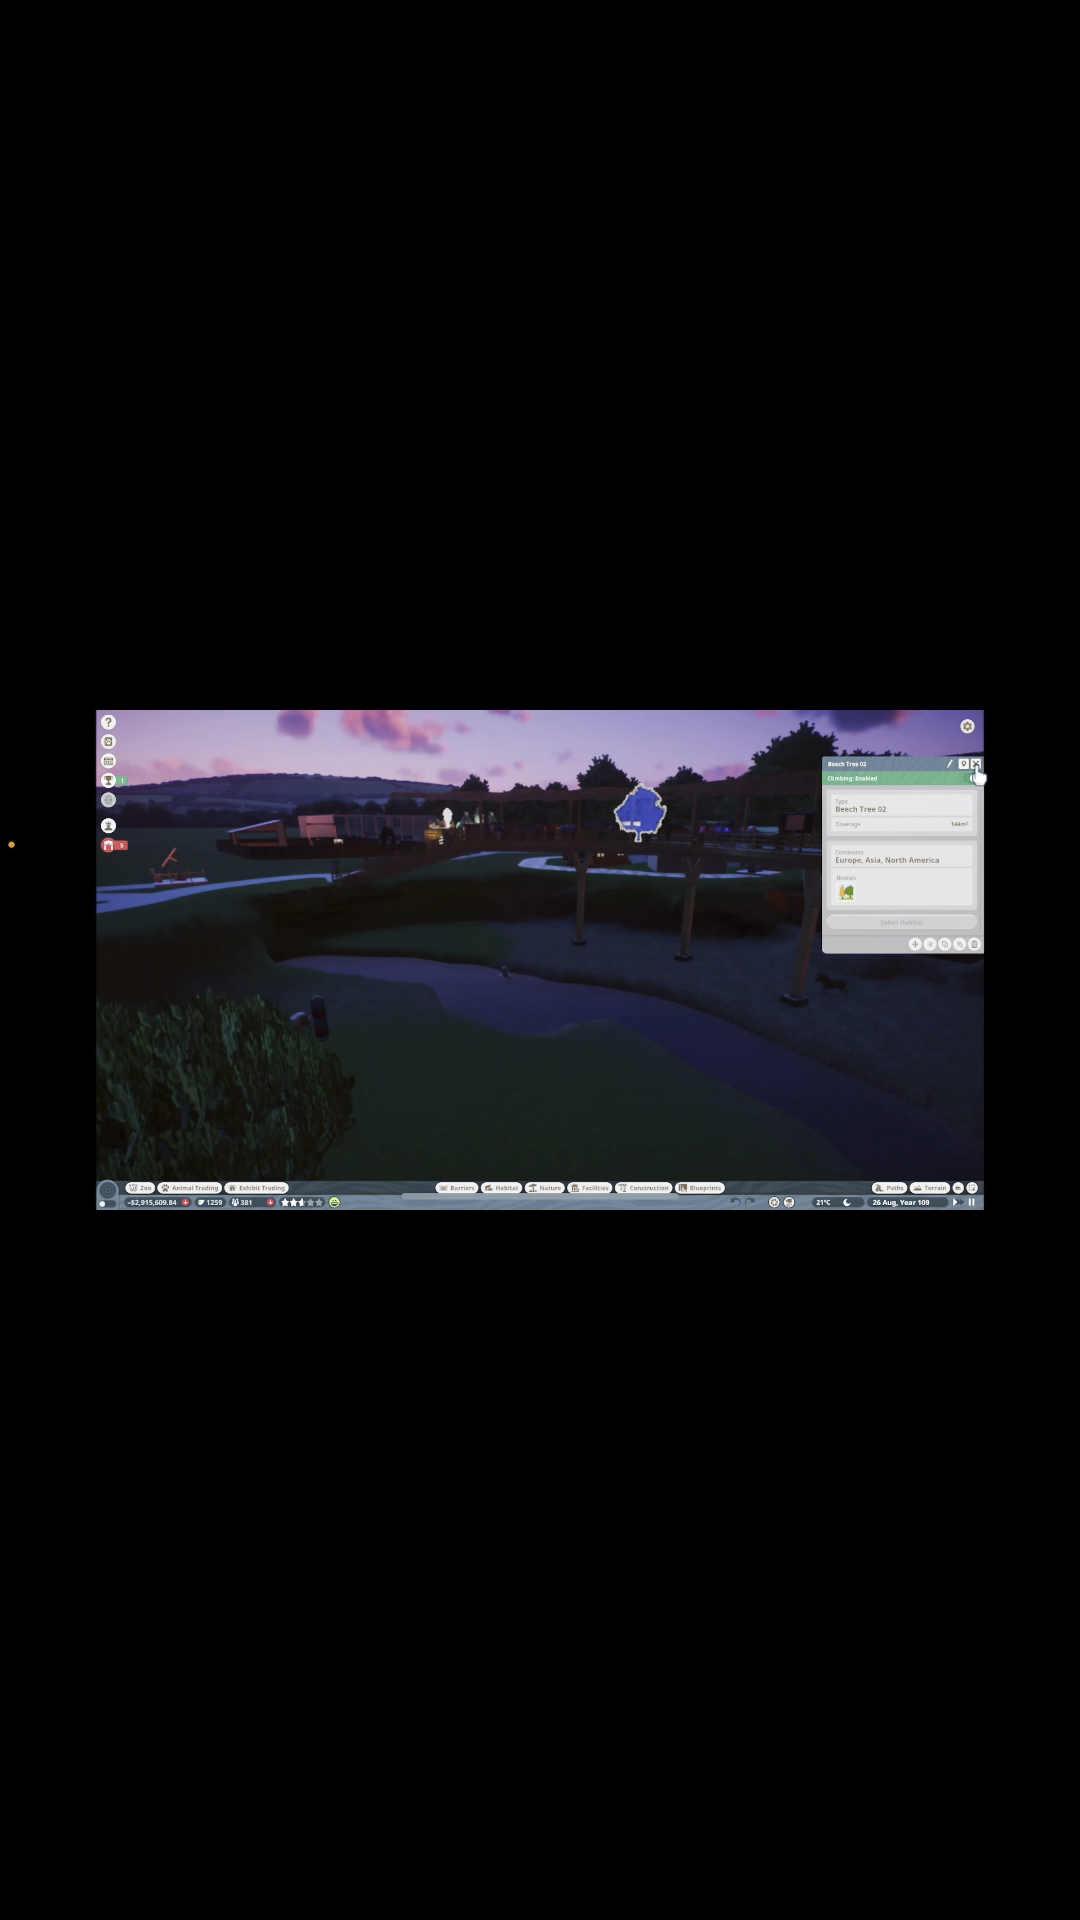 Beech Tree 02
Climbing: Enabled
Type
Beech Tree 02
Coverage
144m²
Continents
Europe, Asia, North America
Biomes
Select Habitat
1
5
Zoo
Animal Trading
Exhibit Trading
Barriers
Habitat
Nature
Facilities
Construction
Blueprints
Paths
Terrain
-$2,915,609.84
1259
381
21°C
26 Aug, Year 109